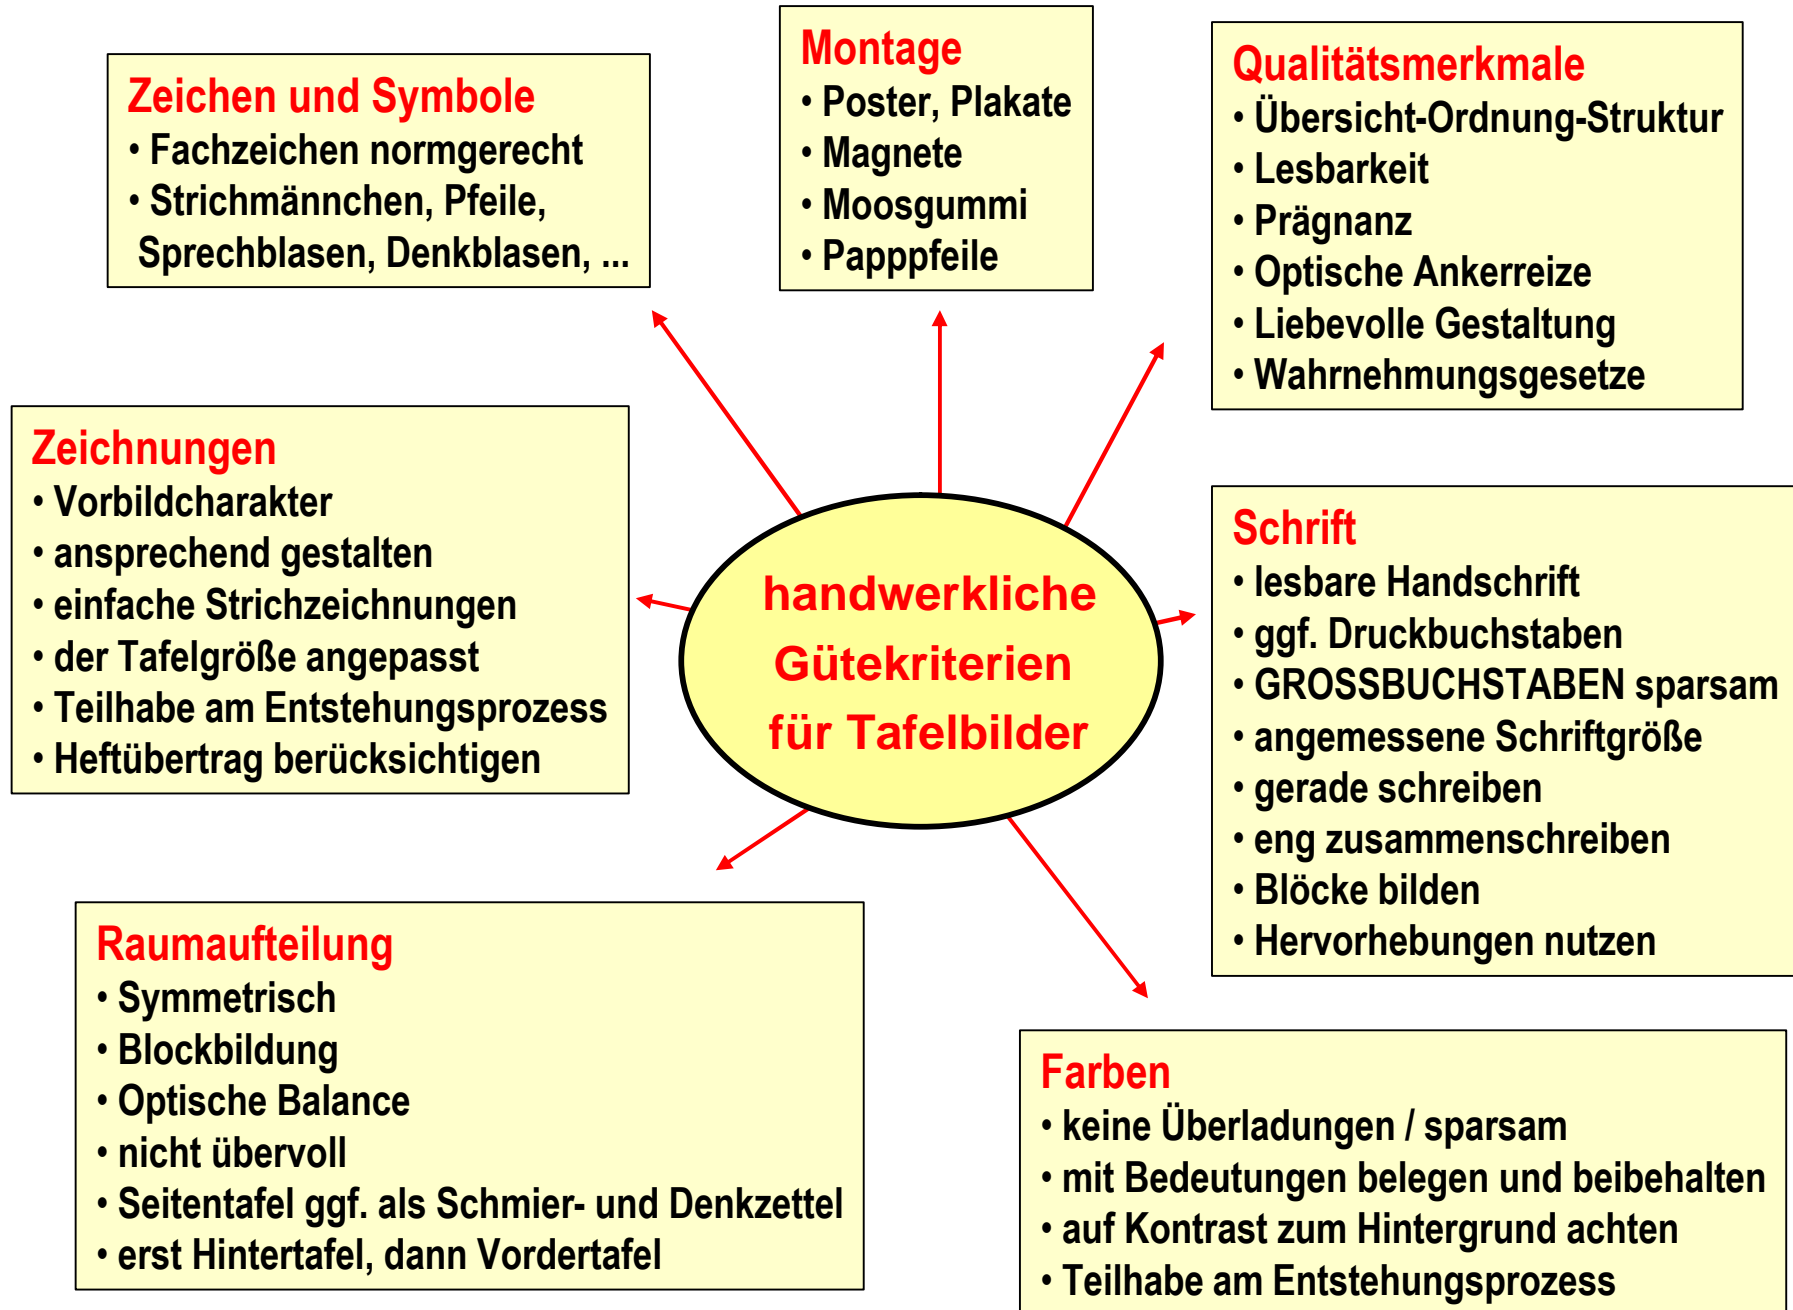 Zeichen und Symbole
• Fachzeichen normgerecht
• Strichmännchen, Pfeile,
Sprechblasen, Denkblasen, ...
Montage
• Poster, Plakate
• Magnete
• Moosgummi
• Papppfeile
Qualitätsmerkmale
• Übersicht-Ordnung-Struktur
• Lesbarkeit
• Prägnanz
• Optische Ankerreize
• Liebevolle Gestaltung
• Wahrnehmungsgesetze
Zeichnungen
• Vorbildcharakter
• ansprechend gestalten
• einfache Strichzeichnungen
• der Tafelgröße angepasst
• Teilhabe am Entstehungsprozess
• Heftübertrag berücksichtigen
handwerkliche
Gütekriterien
für Tafelbilder
Schrift
• lesbare Handschrift
• ggf. Druckbuchstaben
• GROSSBUCHSTABEN sparsam
• angemessene Schriftgröße
• gerade schreiben
• eng zusammenschreiben
• Blöcke bilden
• Hervorhebungen nutzen
Raumaufteilung
• Symmetrisch
• Blockbildung
• Optische Balance
• nicht übervoll
• Seitentafel ggf. als Schmier- und Denkzettel
• erst Hintertafel, dann Vordertafel
Farben
• keine Überladungen / sparsam
• mit Bedeutungen belegen und beibehalten
• auf Kontrast zum Hintergrund achten
• Teilhabe am Entstehungsprozess